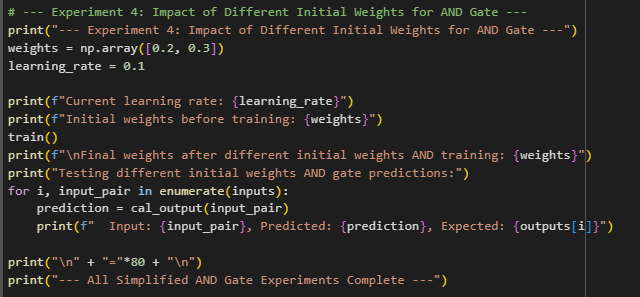 # --- Experiment 4: Impact of Different Initial Weights for AND Gate ---
print("--- Experiment 4: Impact of Different Initial Weights for AND Gate ---")
weights = np.array([0.2, 0.3])
learning_rate = 0.1

print(f"Current learning rate: {learning_rate}")
print(f"Initial weights before training: {weights}")
train()
print(f"\nFinal weights after different initial weights AND training: {weights}")
print("Testing different initial weights AND gate predictions:")
for i, input_pair in enumerate(inputs):
    prediction = cal_output(input_pair)
    print(f"  Input: {input_pair}, Predicted: {prediction}, Expected: {outputs[i]}")

print("\n" + "="*80 + "\n")
print("--- All Simplified AND Gate Experiments Complete ---")